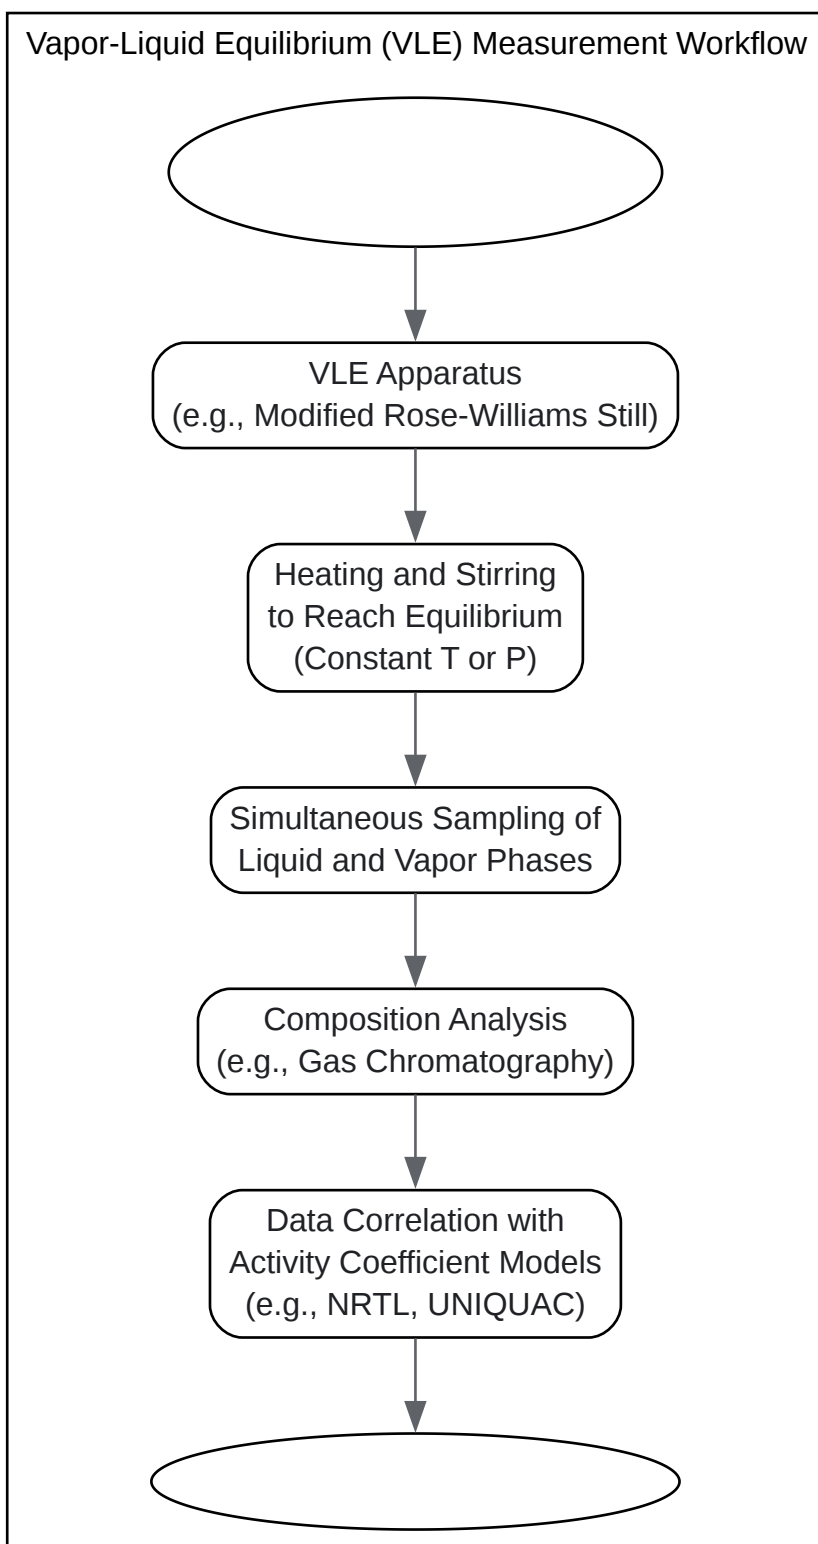 Vapor-Liquid Equilibrium (VLE) Measurement Workflow
VLE Apparatus
(e.g., Modified Rose-Williams Still)
Heating and Stirring
to Reach Equilibrium
(Constant T or P)
Simultaneous Sampling of
Liquid and Vapor Phases
Composition Analysis
(e.g., Gas Chromatography)
Data Correlation with
Activity Coefficient Models
(e.g., NRTL, UNIQUAC)